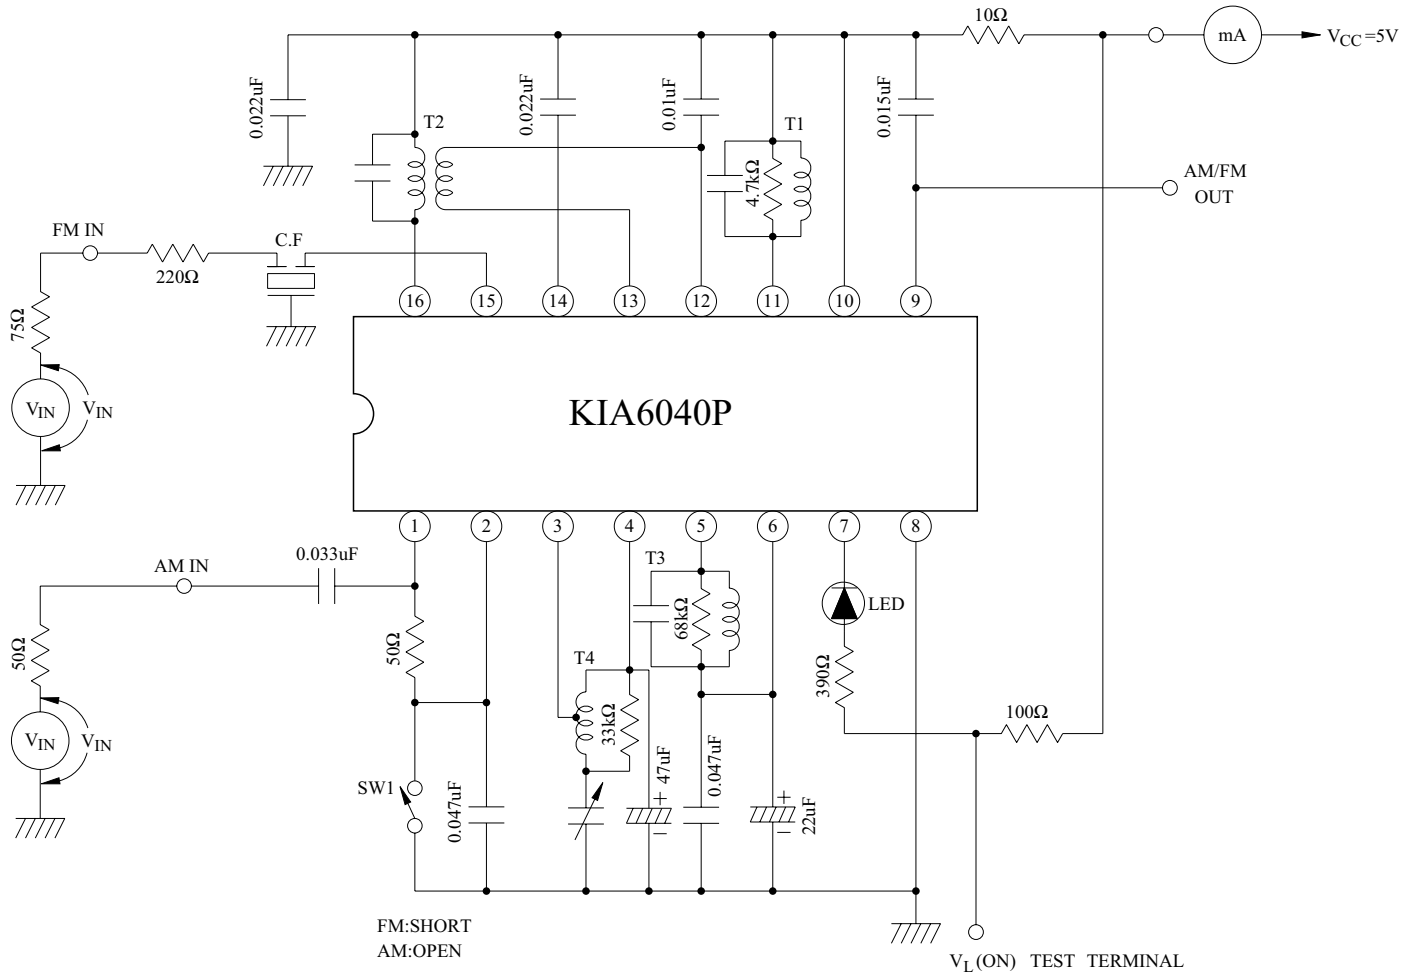 10Ω
mA
VCC=5V
0.022uF
0.022uF
0.01uF
0.015uF
T2
T1
4.7kΩ
AM/FM
OUT
FM IN
220Ω
C.F
75Ω
VIN
VIN
16
15
14
13
12
11
10
9
KIA6040P
1
2
3
4
5
6
7
8
AM IN
0.033uF
50Ω
VIN
VIN
50Ω
T3
68kΩ
LED
390Ω
T4
33kΩ
100Ω
SW1
0.047uF
+
47uF
−
0.047uF
+
22uF
−
FM:SHORT
AM:OPEN
VL(ON) TEST TERMINAL